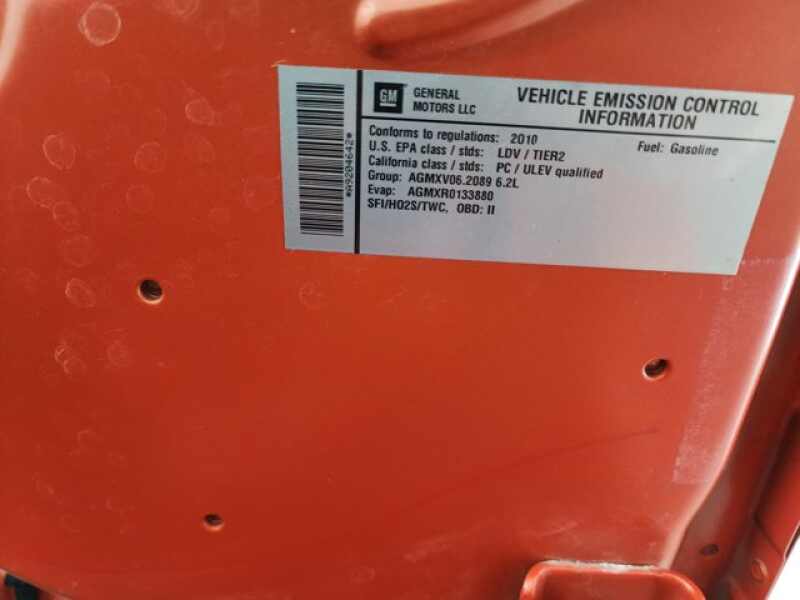 GM
GENERAL
MOTORS LLC
VEHICLE EMISSION CONTROL
INFORMATION
Conforms to regulations: 2010
Fuel: Gasoline
U.S. EPA class / stds: LDV / TIER2
California class / stds: PC / ULEV qualified
Group: AGMXV06.2089 6.2L
Evap: AGMXR0133880
SFI/HO2S/TWC, OBD: II
*A9204642*